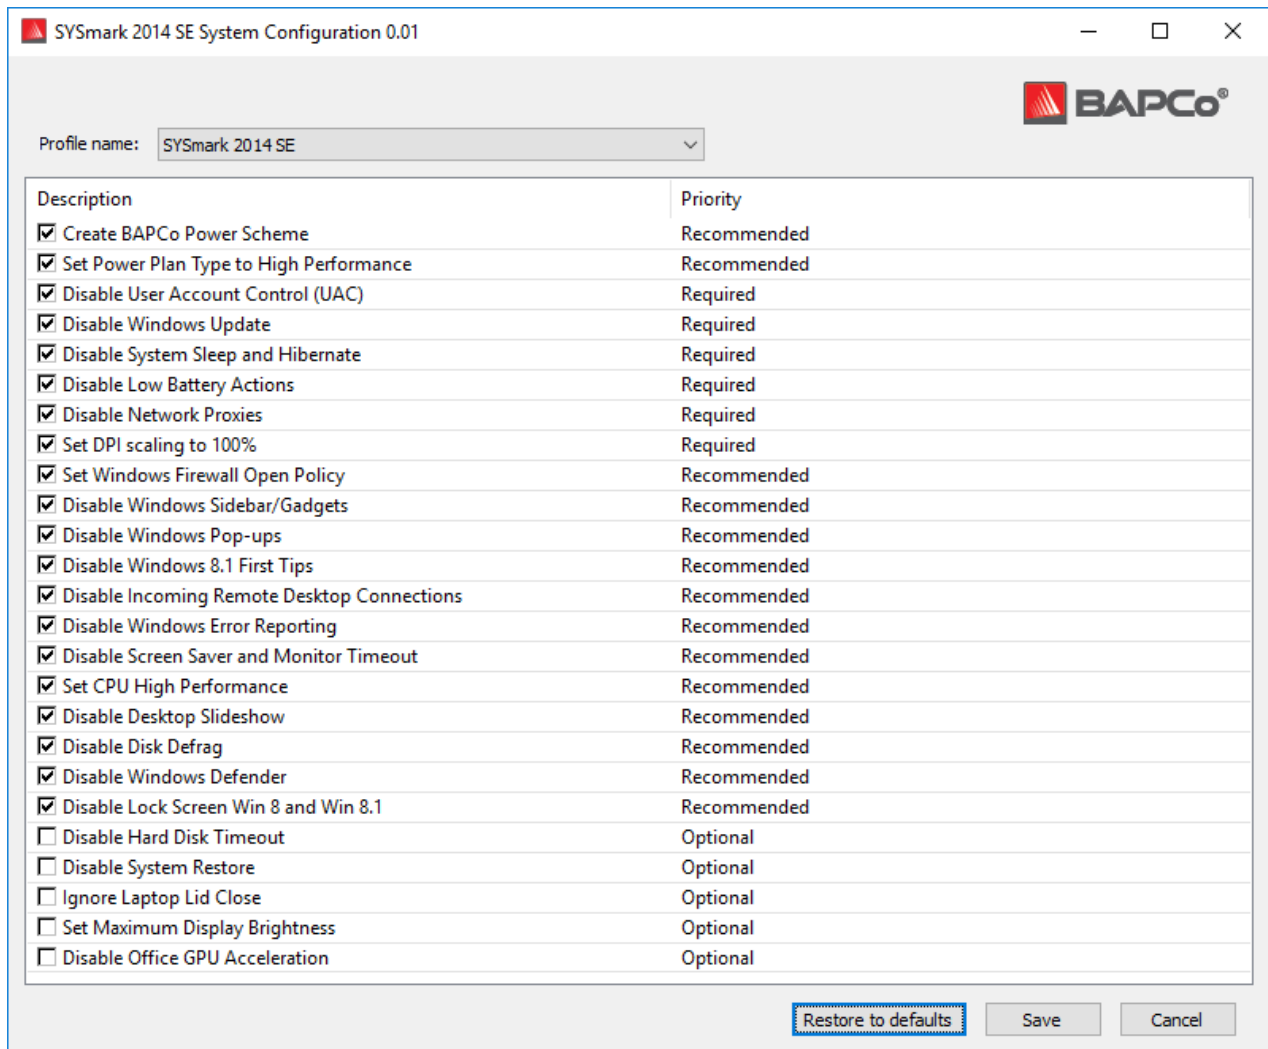 SYSmark 2014 SE System Configuration 0.01
BAPCo®
Profile name: SYSmark 2014 SE
Description Priority
Create BAPCo Power Scheme Recommended
Set Power Plan Type to High Performance Recommended
Disable User Account Control (UAC) Required
Disable Windows Update Required
Disable System Sleep and Hibernate Required
Disable Low Battery Actions Required
Disable Network Proxies Required
Set DPI scaling to 100% Required
Set Windows Firewall Open Policy Recommended
Disable Windows Sidebar/Gadgets Recommended
Disable Windows Pop-ups Recommended
Disable Windows 8.1 First Tips Recommended
Disable Incoming Remote Desktop Connections Recommended
Disable Windows Error Reporting Recommended
Disable Screen Saver and Monitor Timeout Recommended
Set CPU High Performance Recommended
Disable Desktop Slideshow Recommended
Disable Disk Defrag Recommended
Disable Windows Defender Recommended
Disable Lock Screen Win 8 and Win 8.1 Recommended
Disable Hard Disk Timeout Optional
Disable System Restore Optional
Ignore Laptop Lid Close Optional
Set Maximum Display Brightness Optional
Disable Office GPU Acceleration Optional
Restore to defaults Save Cancel